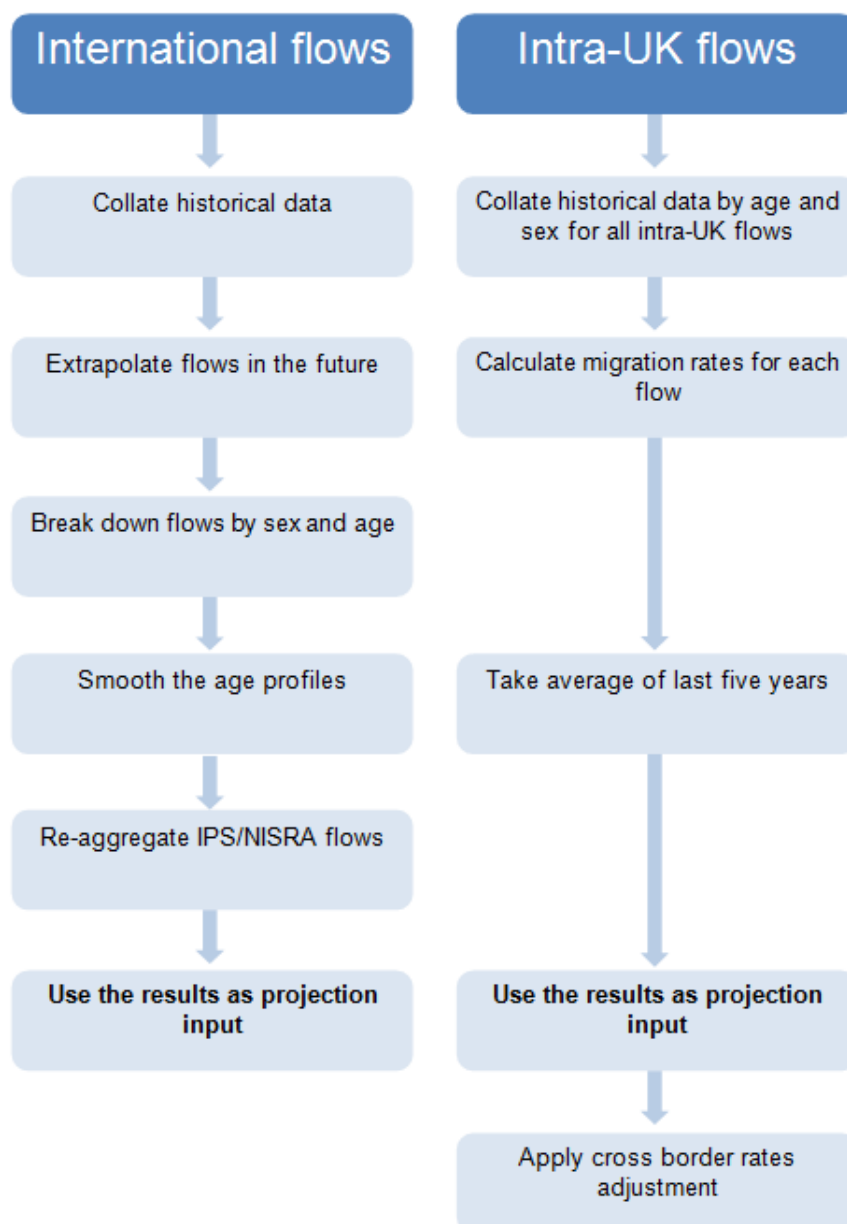 International flows
Collate historical data
Extrapolate flows in the future
Break down flows by sex and age
Smooth the age profiles
Re-aggregate IPS/NISRA flows
Use the results as projection
input
Intra-UK flows
Collate historical data by age and
sex for all intra-UK flows
Calculate migration rates for each
flow
Take average of last five years
Use the results as projection
input
Apply cross border rates
adjustment